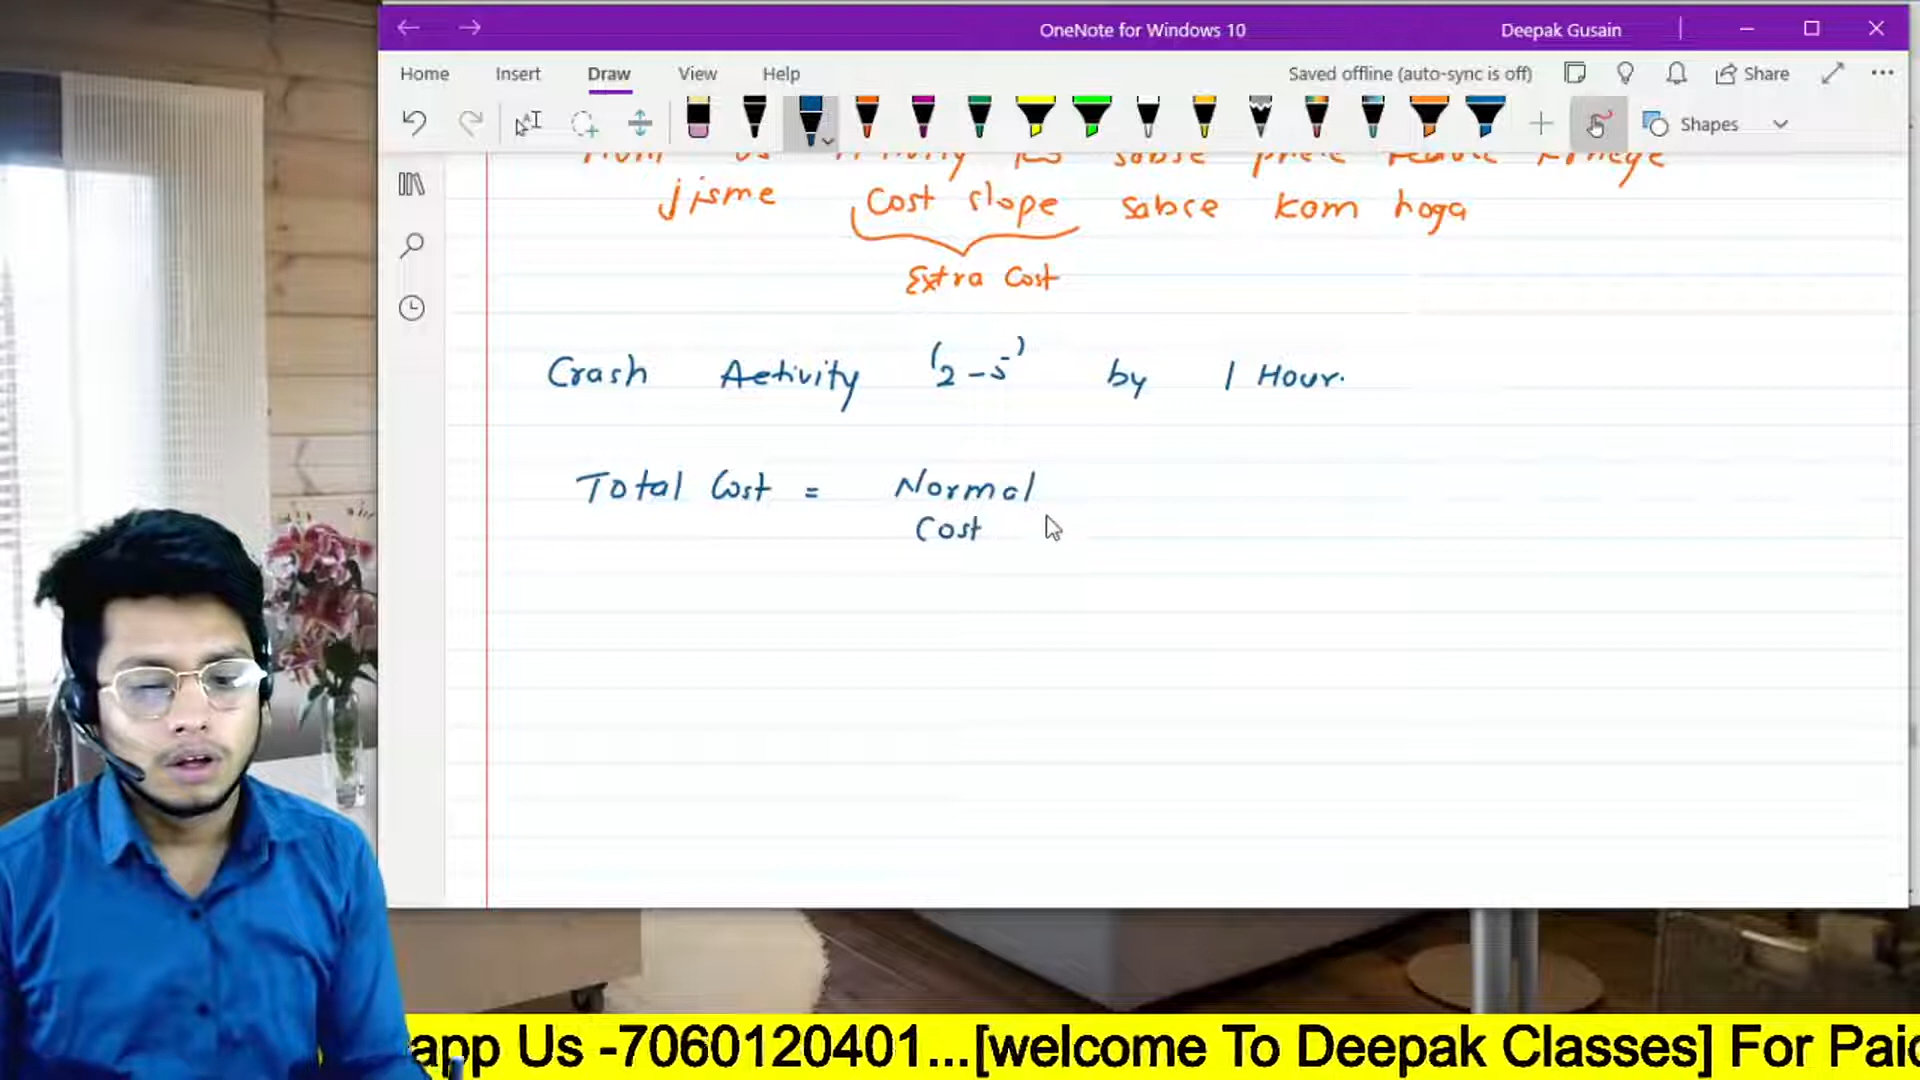 OneNote for Windows 10
Deepak Gusain
Home Insert Draw View Help
Saved offline (auto-sync is off) Share
Shapes
sabse
jisme Cost slope sabse kom hoga
Extra Cost
Crash Activity (2-5) by 1 Hour.
Total Cost = Normal
Cost
app Us -7060120401...[welcome To Deepak Classes] For Paid